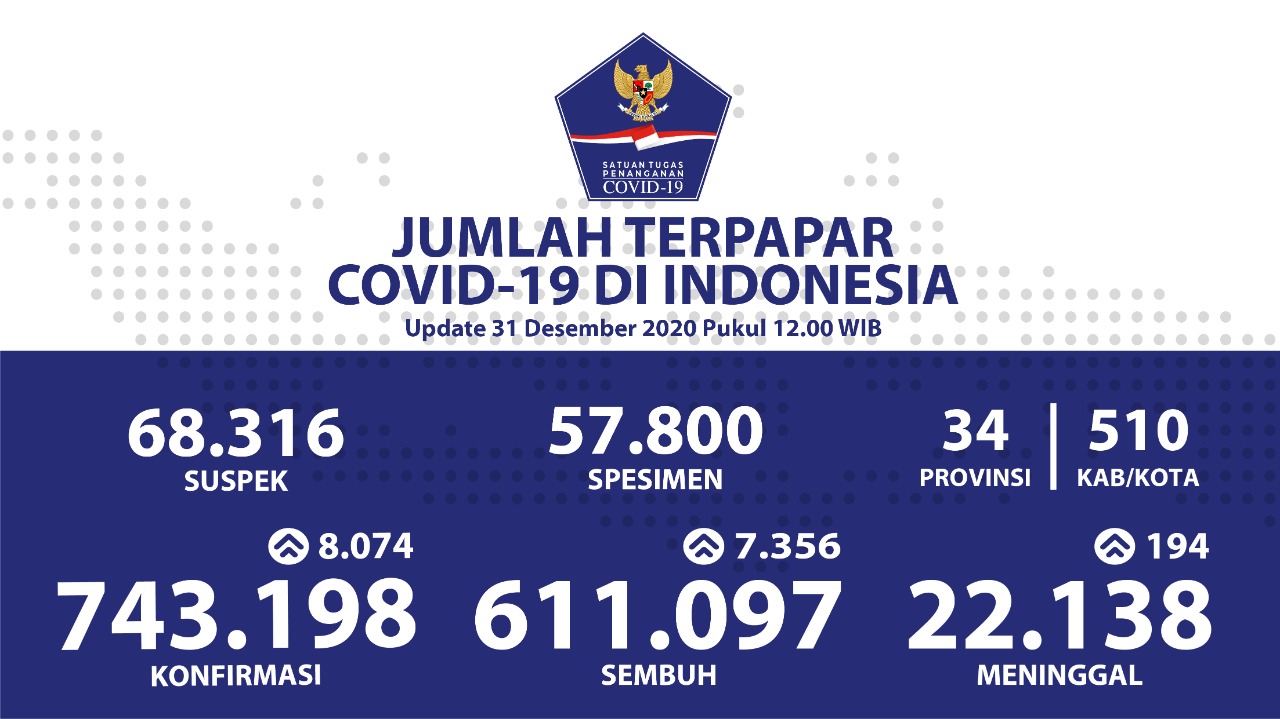 SATUAN TUGAS
PENANGANAN
COVID-19
JUMLAH TERPAPAR
COVID-19 DI INDONESIA
Update 31 Desember 2020 Pukul 12.00 WIB
68.316
SUSPEK
57.800
SPESIMEN
34
PROVINSI
510
KAB/KOTA
8.074
743.198
KONFIRMASI
7.356
611.097
SEMBUH
194
22.138
MENINGGAL